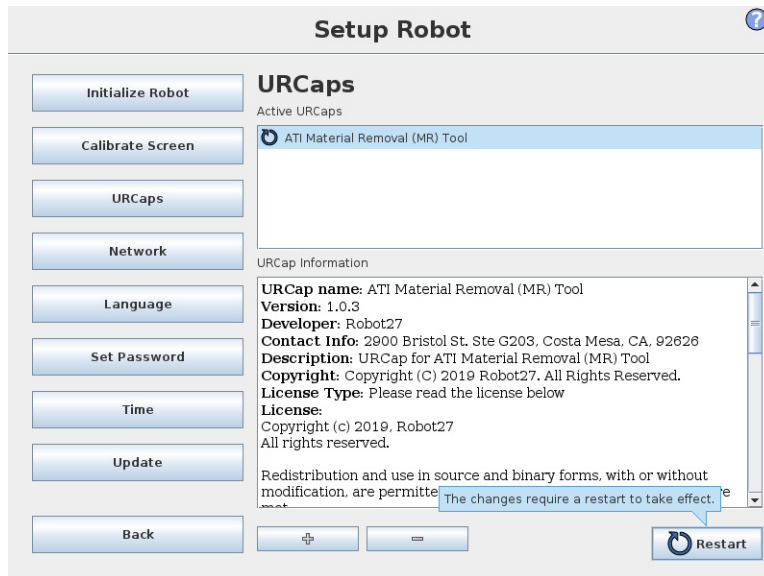 Setup Robot
?
Initialize Robot
Calibrate Screen
URCaps
Network
Language
Set Password
Time
Update
Back
URCaps
Active URCaps
ATI Material Removal (MR) Tool
URCap Information
URCap name: ATI Material Removal (MR) Tool
Version: 1.0.3
Developer: Robot27
Contact Info: 2900 Bristol St. Ste G203, Costa Mesa, CA, 92626
Description: URCap for ATI Material Removal (MR) Tool
Copyright: Copyright (C) 2019 Robot27. All Rights Reserved.
License Type: Please read the license below
License:
Copyright (c) 2019, Robot27
All rights reserved.
Redistribution and use in source and binary forms, with or without
modification, are
The changes require a restart to take effect.
Restart